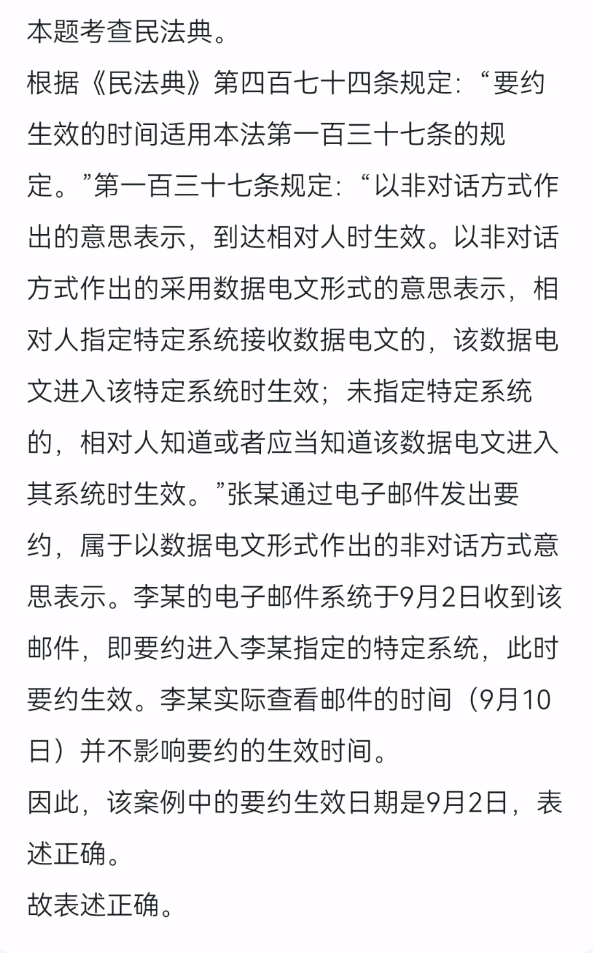 本题考查民法典。
根据《民法典》第四百七十四条规定：“要约
生效的时间适用本法第一百三十七条的规
定。”第一百三十七条规定：“以非对话方式作
出的意思表示，到达相对人时生效。以非对话
方式作出的采用数据电文形式的意思表示，相
对人指定特定系统接收数据电文的，该数据电
文进入该特定系统时生效；未指定特定系统
的，相对人知道或者应当知道该数据电文进入
其系统时生效。”张某通过电子邮件发出要
约，属于以数据电文形式作出的非对话方式意
思表示。李某的电子邮件系统于9月2日收到该
邮件，即要约进入李某指定的特定系统，此时
要约生效。李某实际查看邮件的时间（9月10
日）并不影响要约的生效时间。
因此，该案例中的要约生效日期是9月2日，表
述正确。
故表述正确。